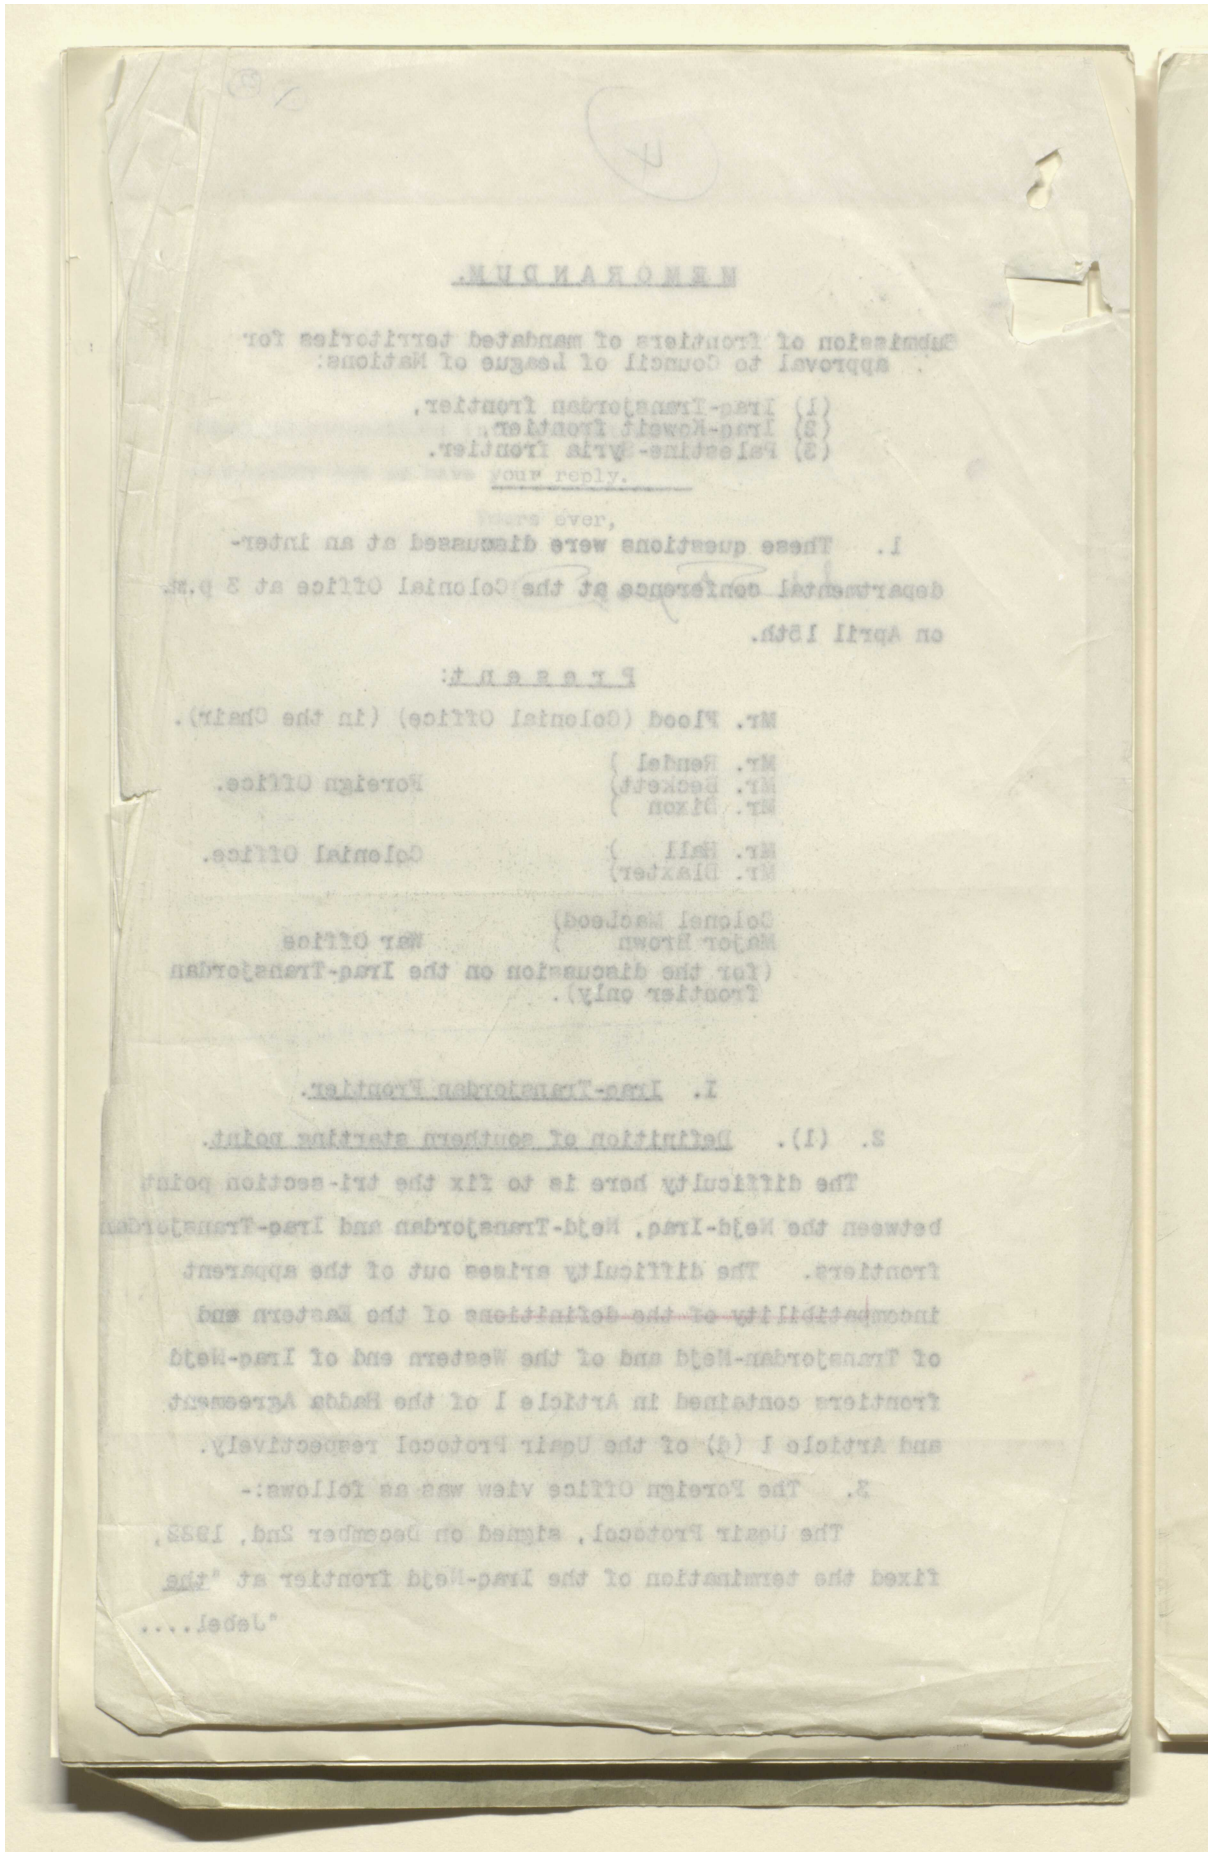 4
MEMORANDUM.
Submission of frontiers of mandated territories for
approval to Council of League of Nations:
(1) Iraq-Transjordan frontier,
(2) Iraq-Koweit frontier,
(3) Palestine-Syria frontier.
have your reply.
Yours ever,
1. These questions were discussed at an inter-
departmental conference at the Colonial Office at 3 p.m.
on April 15th.
Present:
Mr. Flood (Colonial Office) (in the Chair).
Mr. Rendel )
Mr. Beckett) Foreign Office.
Mr. Dixon )
Mr. Hall ) Colonial Office.
Mr. Blaxter)
Colonel MacLeod)
Major Brown ) War Office
(for the discussion on the Iraq-Transjordan
frontier only).
I. Iraq-Transjordan Frontier.
2. (1). Definition of southern starting point.
The difficulty here is to fix the tri-section point
between the Nejd-Iraq, Nejd-Transjordan and Iraq-Transjordan
frontiers. The difficulty arises out of the apparent
incompatibility of the definitions of the Eastern end
of Transjordan-Nejd and of the Western end of Iraq-Nejd
frontiers contained in Article 1 of the Hadda Agreement
and Article 1 (d) of the Uqair Protocol respectively.
3. The Foreign Office view was as follows:-
The Uqair Protocol, signed on December 2nd, 1922,
fixed the termination of the Iraq-Nejd frontier at "the
"Jebel....